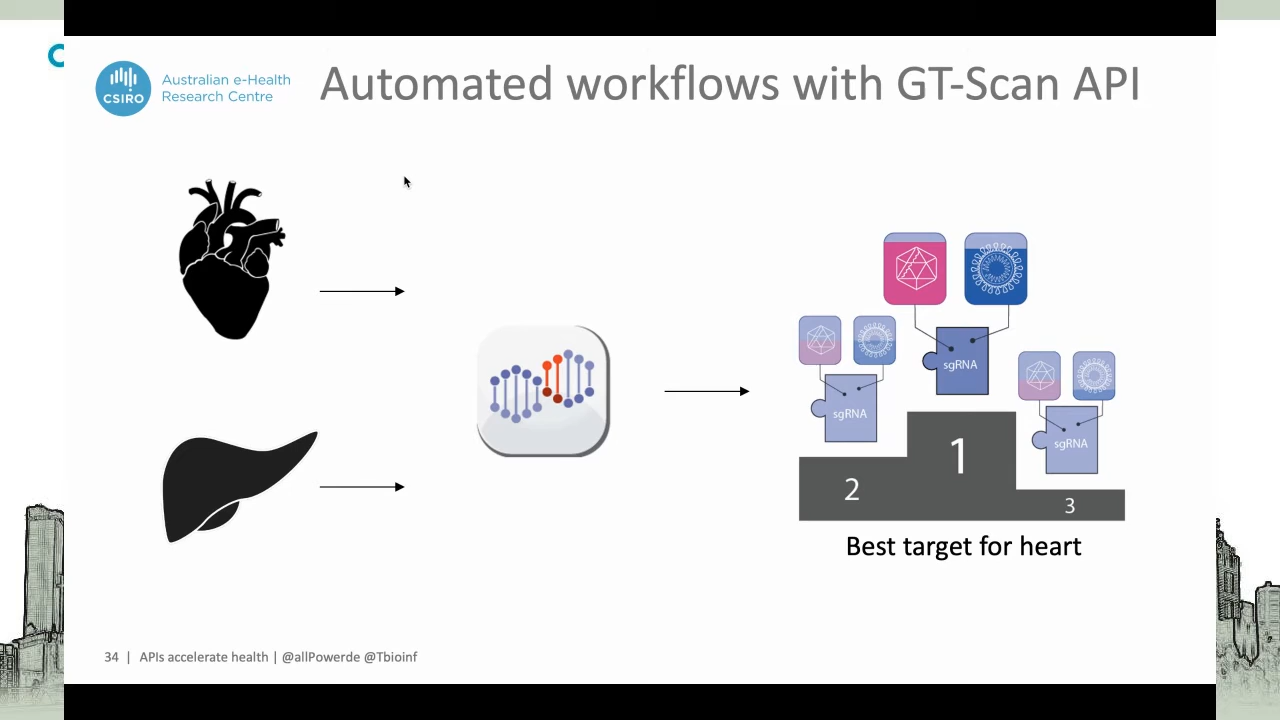 CSIRO
Australian e-Health
Research Centre
Automated workflows with GT-Scan API
sgRNA
sgRNA
sgRNA
1
2
3
Best target for heart
34 | APIs accelerate health | @allPowerde @Tbioinf